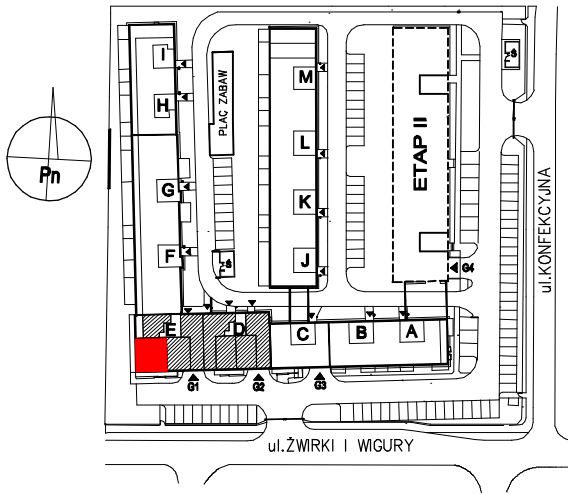 I
H
G
F
E
D
C
B
A
M
L
K
J
PLAC ZABAW
ETAP II
Ś
Ś
Pn
G1
G2
G3
G4
ul.KONFEKCYJNA
ul.ŻWIRKI I WIGURY